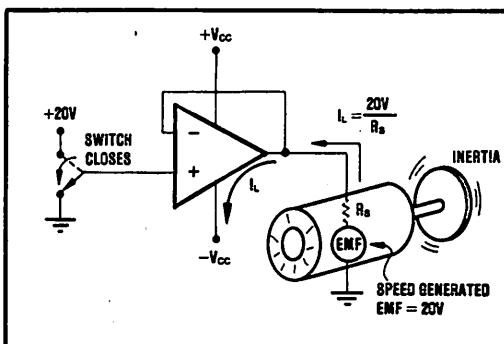 +VCC
+20V
SWITCH
CLOSES
−
+
IL
−VCC
IL = 20V
RS
INERTIA
RS
EMF
SPEED GENERATED
EMF = 20V